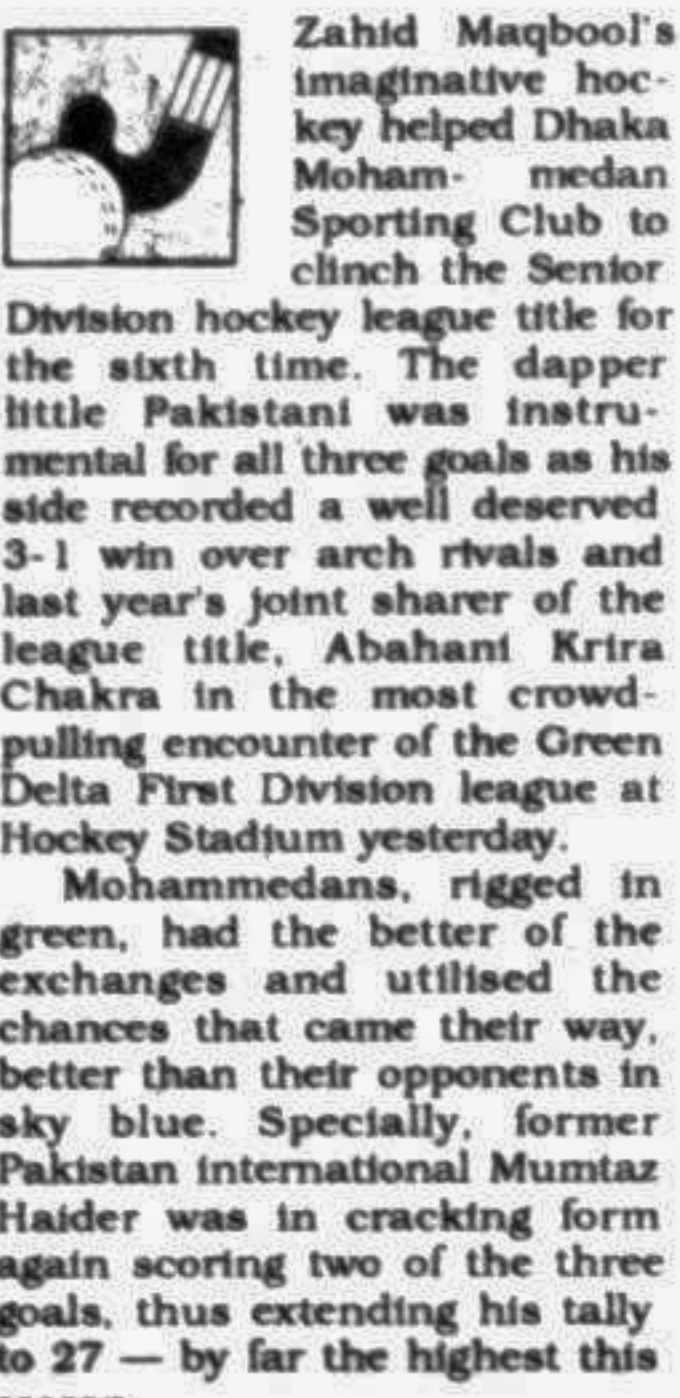 Zahid Maqbool's
imaginative hoc-
key helped Dhaka
Moham- medan
Sporting Club to
clinch the Senior
Division hockey league title for
the sixth time. The dapper
little Pakistani was instru-
mental for all three goals as his
side recorded a well deserved
3-1 win over arch rivals and
last year's joint sharer of the
league title, Abahani Krira
Chakra in the most crowd-
pulling encounter of the Green
Delta First Division league at
Hockey Stadium yesterday.
Mohammedans, rigged in
green, had the better of the
exchanges and utilised the
chances that came their way,
better than their opponents in
sky blue. Specially, former
Pakistan international Mumtaz
Haider was in cracking form
again scoring two of the three
goals, thus extending his tally
to 27 — by far the highest this